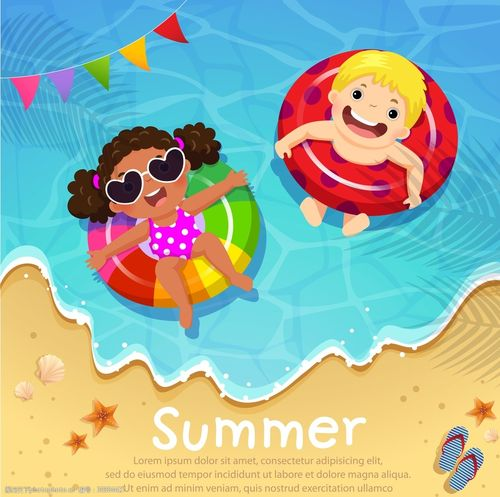 Summer
Lorem ipsum dolor sit amet, consectetur adipisicing elit,
sed do eiusmod tempor incididunt ut labore et dolore magna aliqua.
Ut enim ad minim veniam, quis nostrud exercitation ullamco